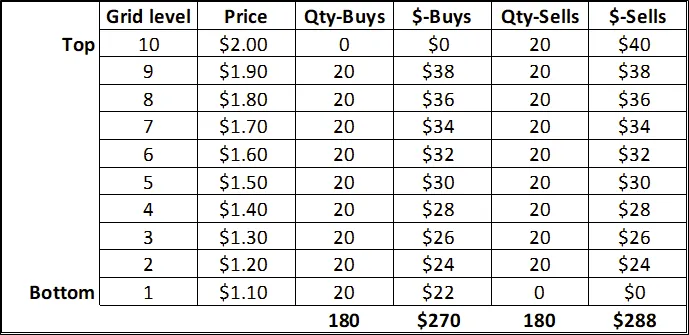 Grid level Price Qty-Buys $-Buys Qty-Sells $-Sells
Top 10 $2.00 0 $0 20 $40
9 $1.90 20 $38 20 $38
8 $1.80 20 $36 20 $36
7 $1.70 20 $34 20 $34
6 $1.60 20 $32 20 $32
5 $1.50 20 $30 20 $30
4 $1.40 20 $28 20 $28
3 $1.30 20 $26 20 $26
2 $1.20 20 $24 20 $24
Bottom 1 $1.10 20 $22 0 $0
180 $270 180 $288